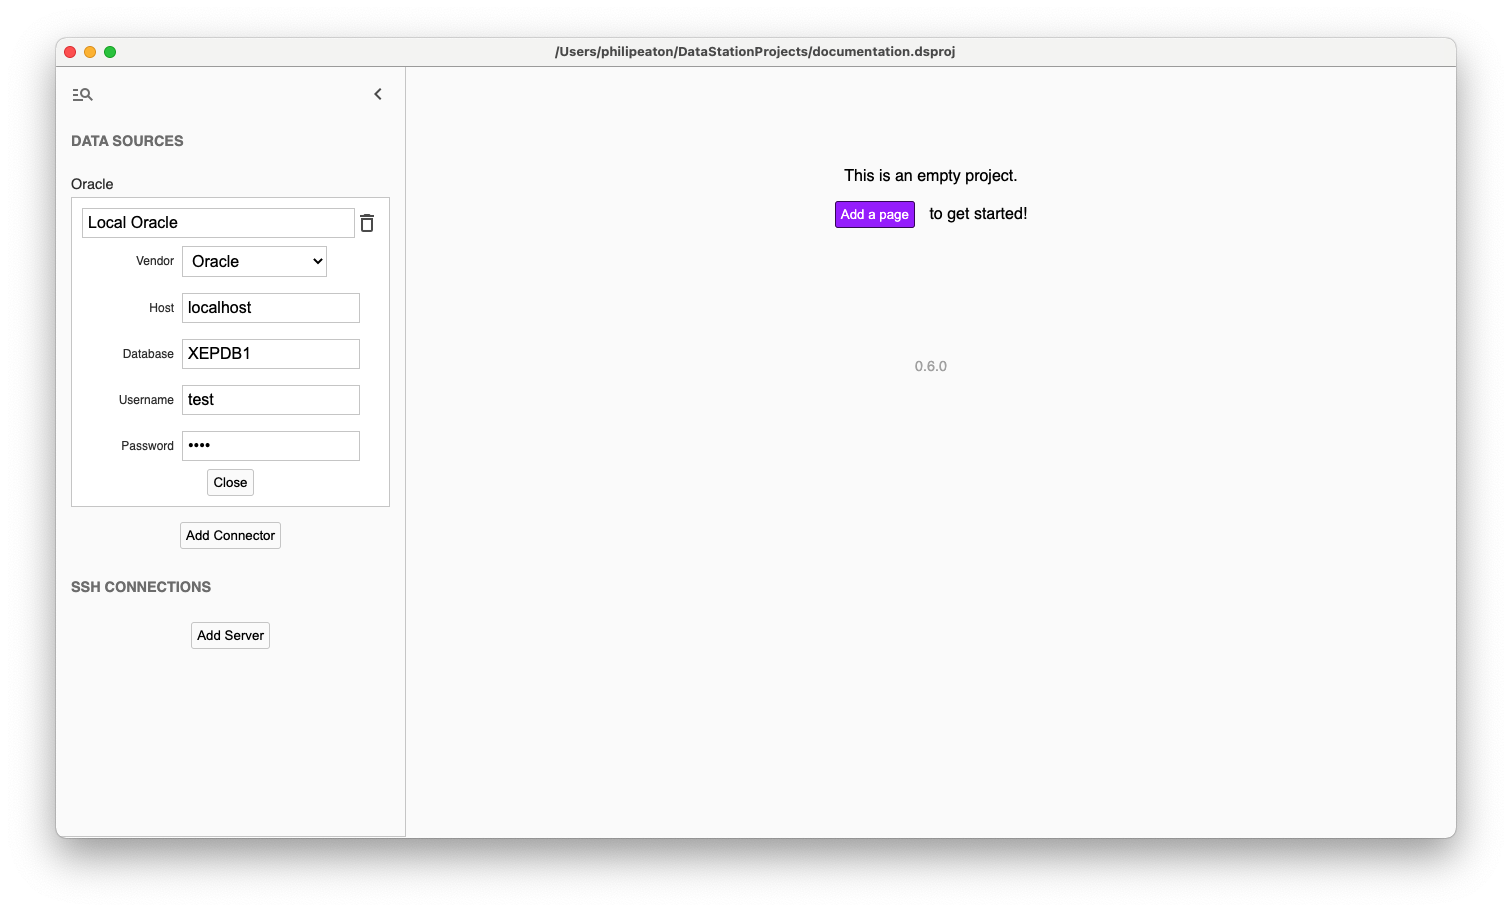 /Users/philipeaton/DataStationProjects/documentation.dsproj
DATA SOURCES
Oracle
Local Oracle
Vendor Oracle
Host localhost
Database XEPDB1
Username test
Password ••••
Close
Add Connector
SSH CONNECTIONS
Add Server
This is an empty project.
Add a page to get started!
0.6.0